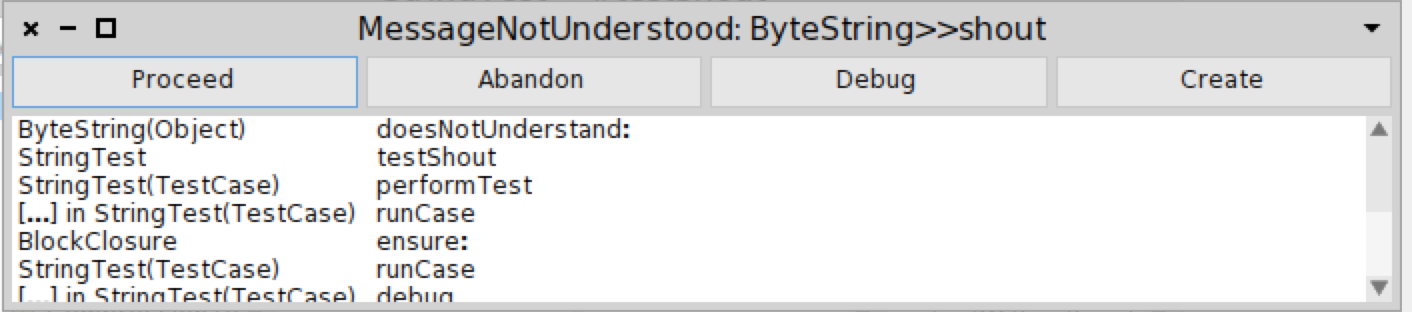 MessageNotUnderstood: ByteString>>shout
Proceed Abandon Debug Create
ByteString(Object) doesNotUnderstand:
StringTest testShout
StringTest(TestCase) performTest
[...] in StringTest(TestCase) runCase
BlockClosure ensure:
StringTest(TestCase) runCase
[...] in StringTest(TestCase) debug